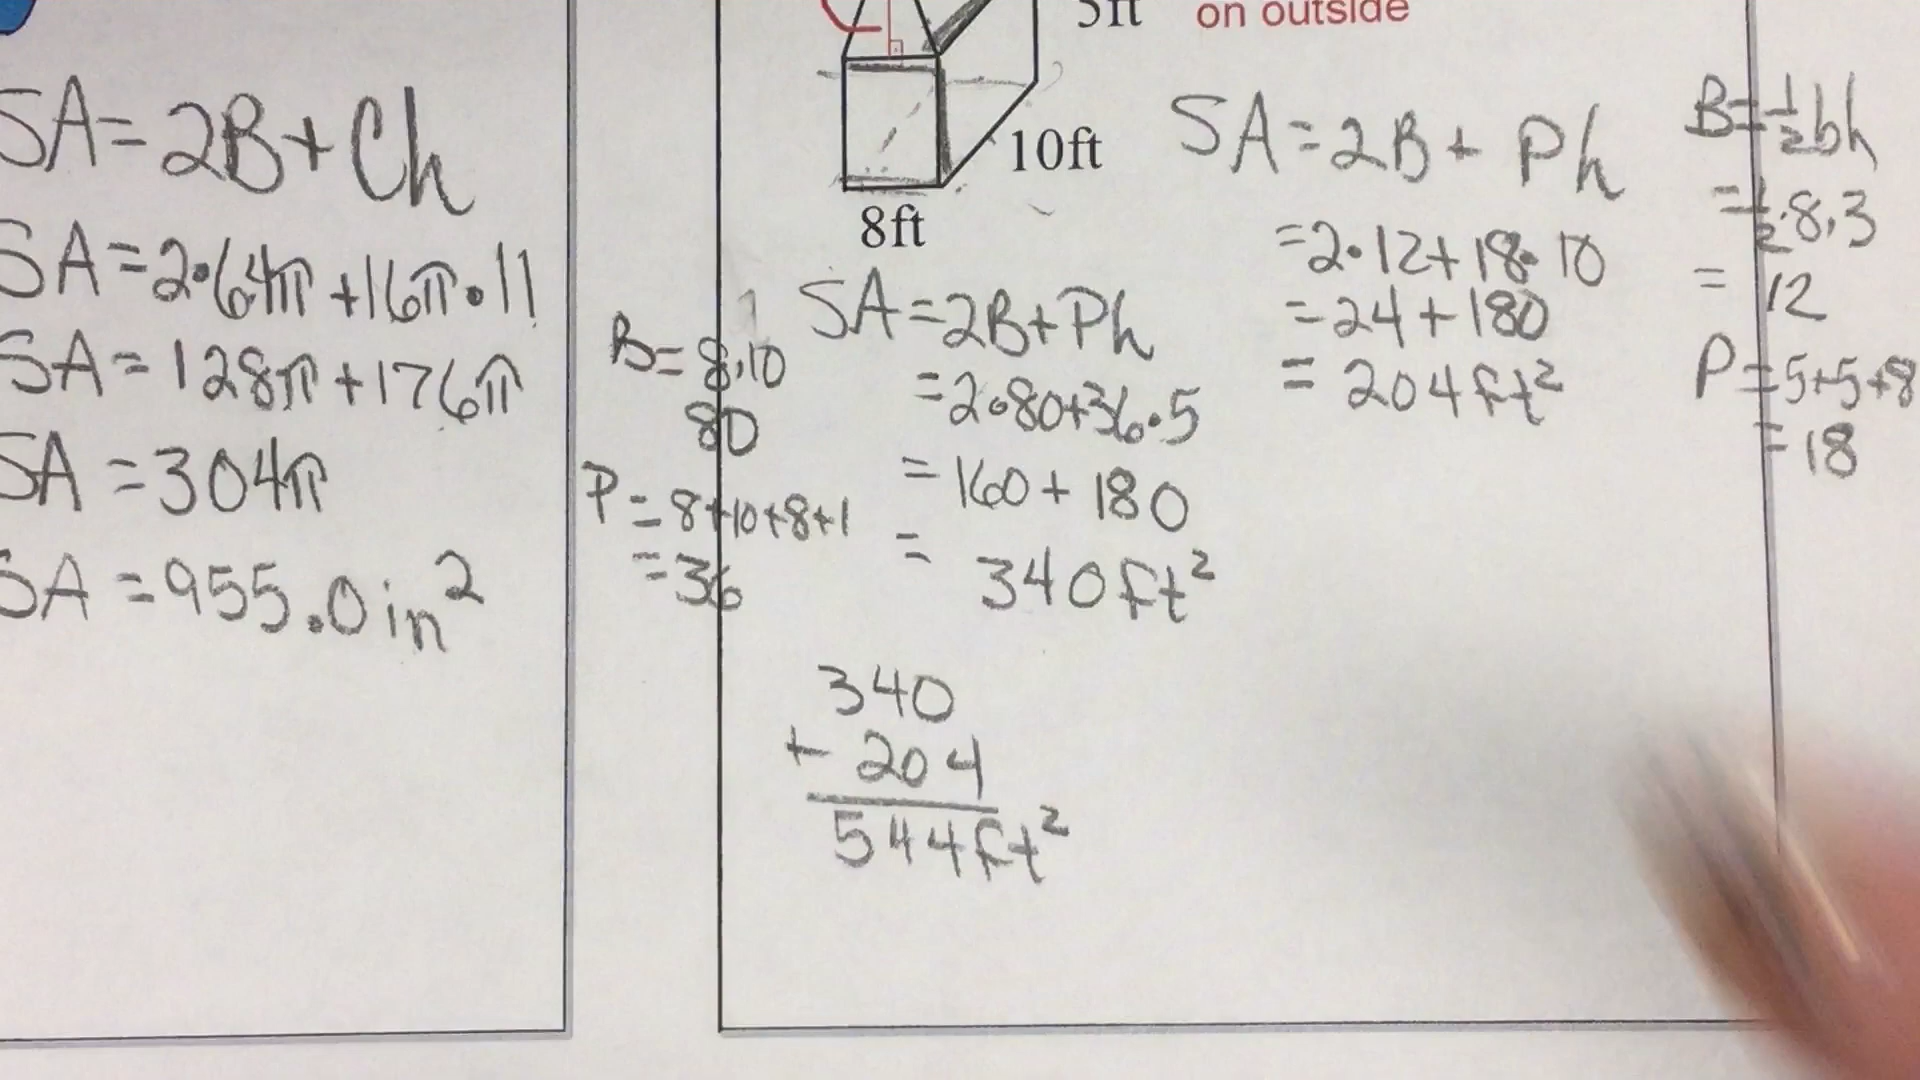 SA=2B+Ch
SA=2•64π+16π•11
SA=128π+176π
SA=304π
SA=955.0in²
5ft
on outside
10ft
8ft
B=8.10
80
P=8+10+8+1
=36
SA=2B+Ph
=2•80+36•5
=160+180
=340ft²
340
+204
544ft²
SA=2B+Ph
=2•12+18•10
=24+180
=204ft²
B=½bh
=½.8.3
=12
P=5+5+8
=18